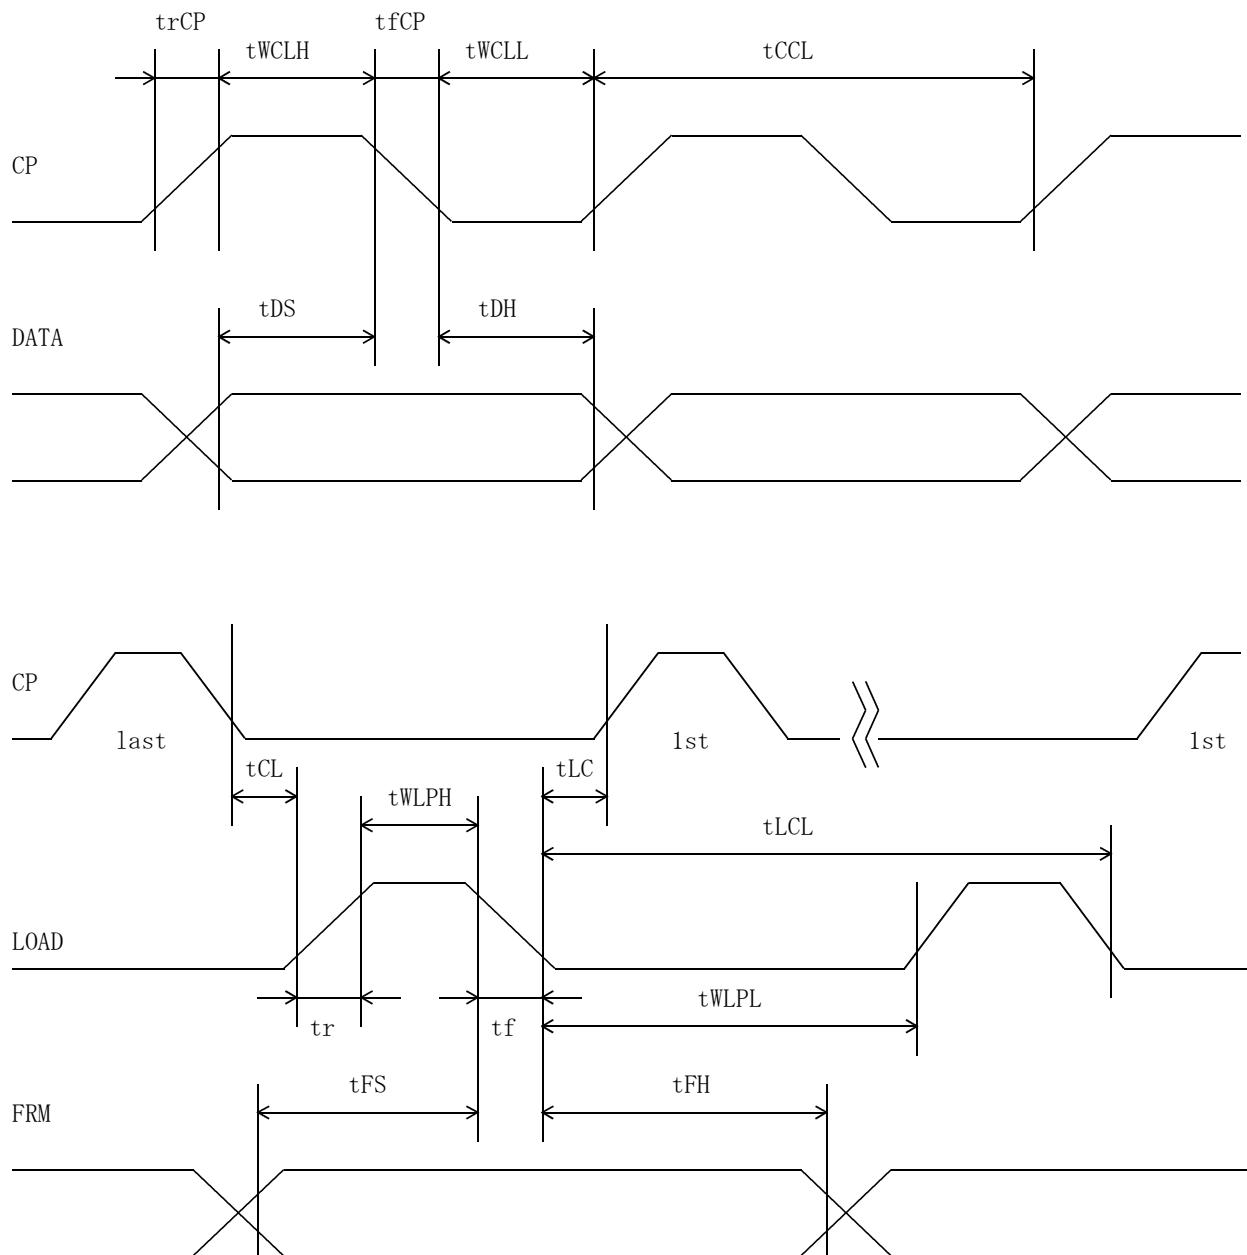 trCP
tfCP
tWCLH
tWCLL
tCCL
CP
tDS
tDH
DATA
CP
last
1st
1st
tCL
tLC
tWLPH
tLCL
LOAD
tWLPL
tr
tf
tFS
tFH
FRM